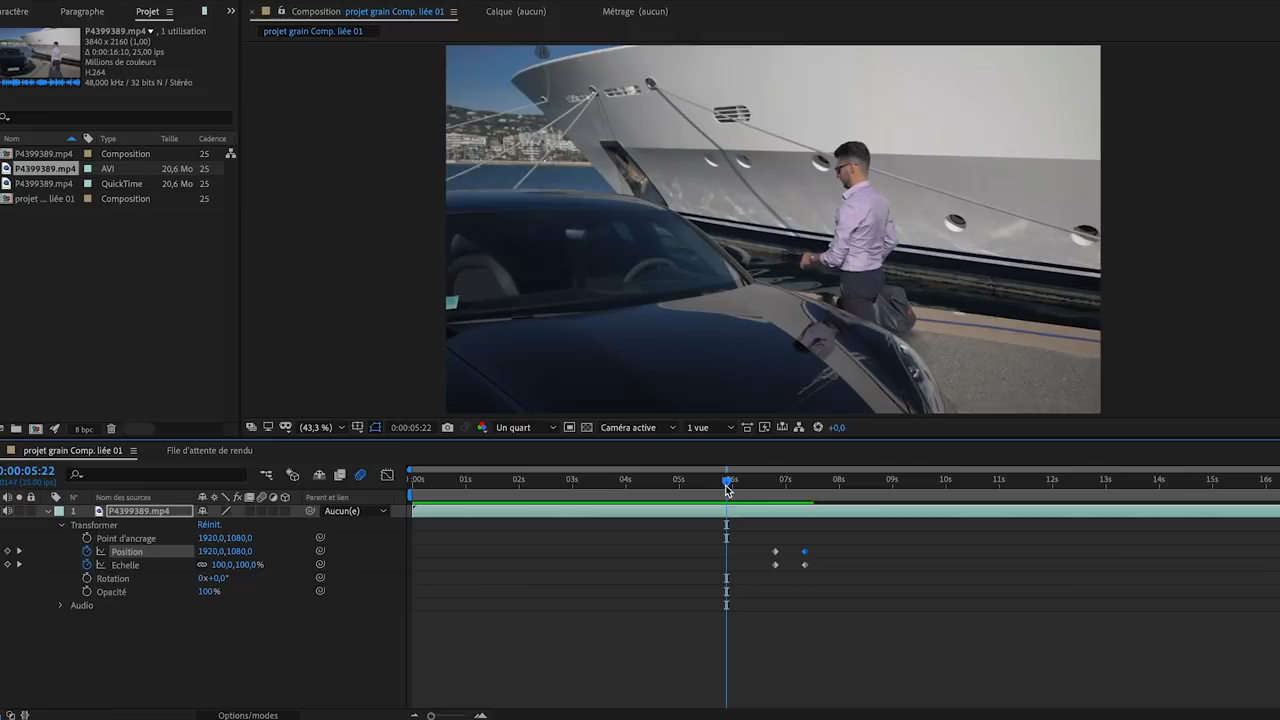 aractère Paragraphe Projet
P4399389.mp4 , 1 utilisation
3840 x 2160 (1,00)
Δ 0:00:16:10, 25,00 ips
Millions de couleurs
H.264
48,000 kHz / 32 bits N / Stéréo
Nom Type Taille Cadence
P4399389.mp4 Composition 25
P4399389.mp4 AVI 20,6 Mo 25
P4399389.mp4 QuickTime 20,6 Mo 25
projet ... liée 01 Composition 25
8 bpc
Composition projet grain Comp. liée 01 Calque (aucun) Métrage (aucun)
projet grain Comp. liée 01
(43,3 %) 0:00:05:22 Un quart Caméra active 1 vue +0,0
projet grain Comp. liée 01 File d'attente de rendu
0:00:05:22
0147 (25.00 ips)
N° Nom des sources Parent et lien
:00s 01s 02s 03s 04s 05s 06s 07s 08s 09s 10s 11s 12s 13s 14s 15s 16s
1 P4399389.mp4 Aucun(e)
Transformer Réinit.
Point d'ancrage 1920,0,1080,0
Position 1920,0,1080,0
Echelle 100,0,100,0%
Rotation 0x+0,0°
Opacité 100%
Audio
Options/modes